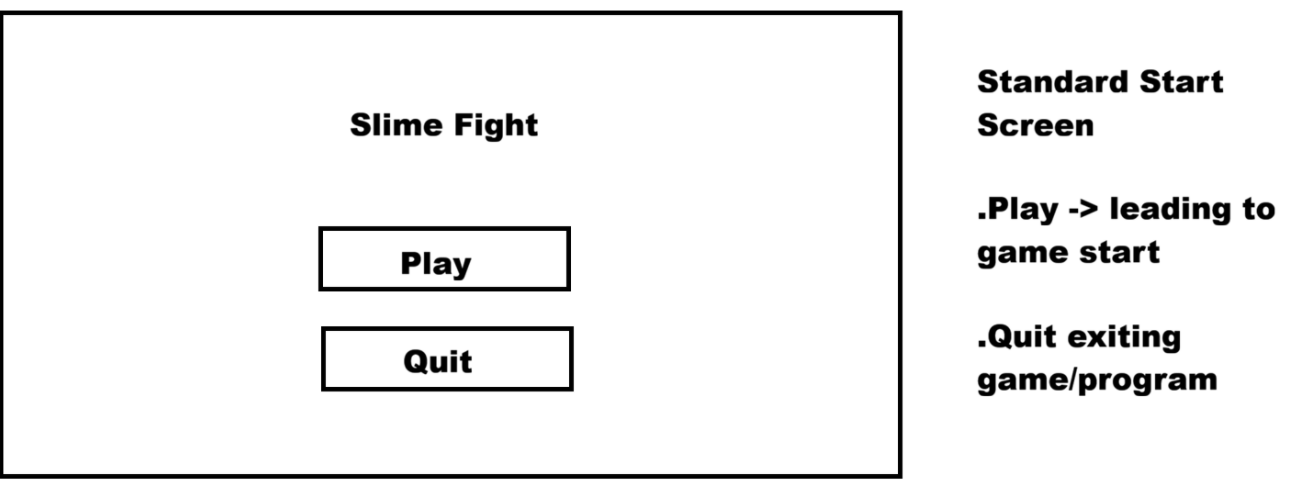 Slime Fight
Play
Quit
Standard Start
Screen
.Play -> leading to
game start
.Quit exiting
game/program